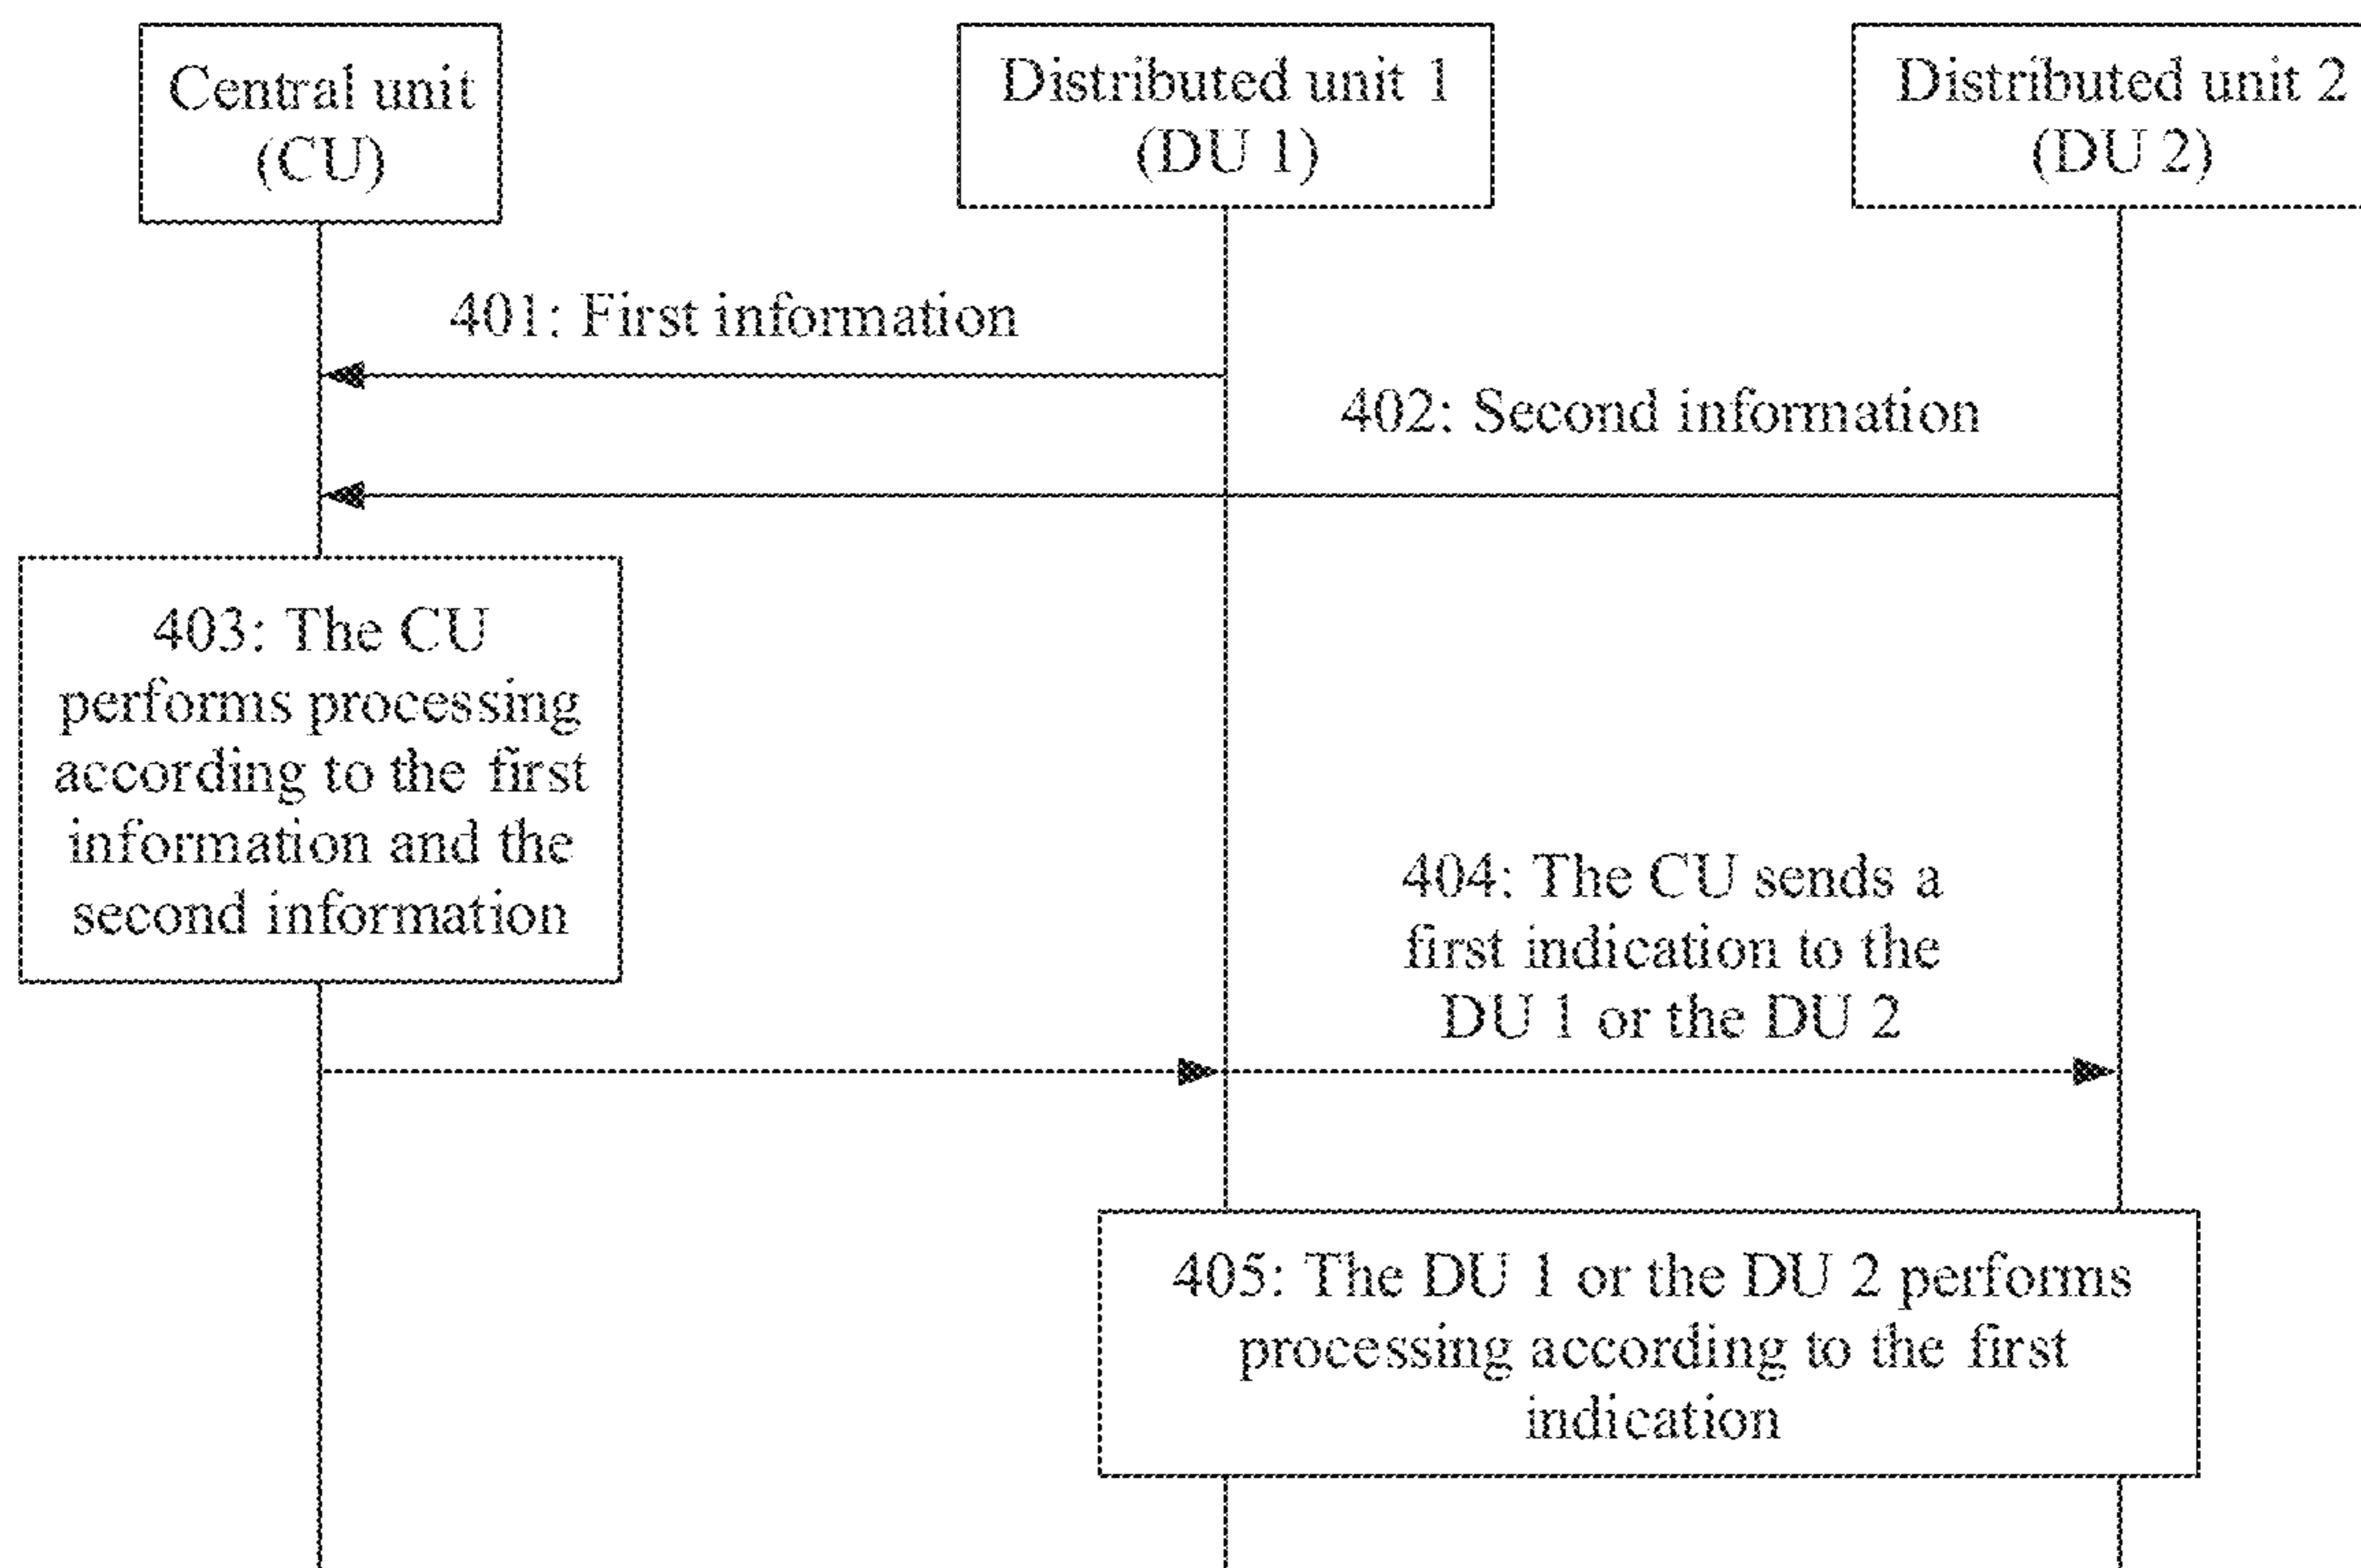 Central unit
(CU)
Distributed unit 1
(DU 1)
Distributed unit 2
(DU 2)
401: First information
402: Second information
403: The CU
performs processing
according to the first
information and the
second information
404: The CU sends a
first indication to the
DU 1 or the DU 2
405: The DU 1 or the DU 2 performs
processing according to the first
indication